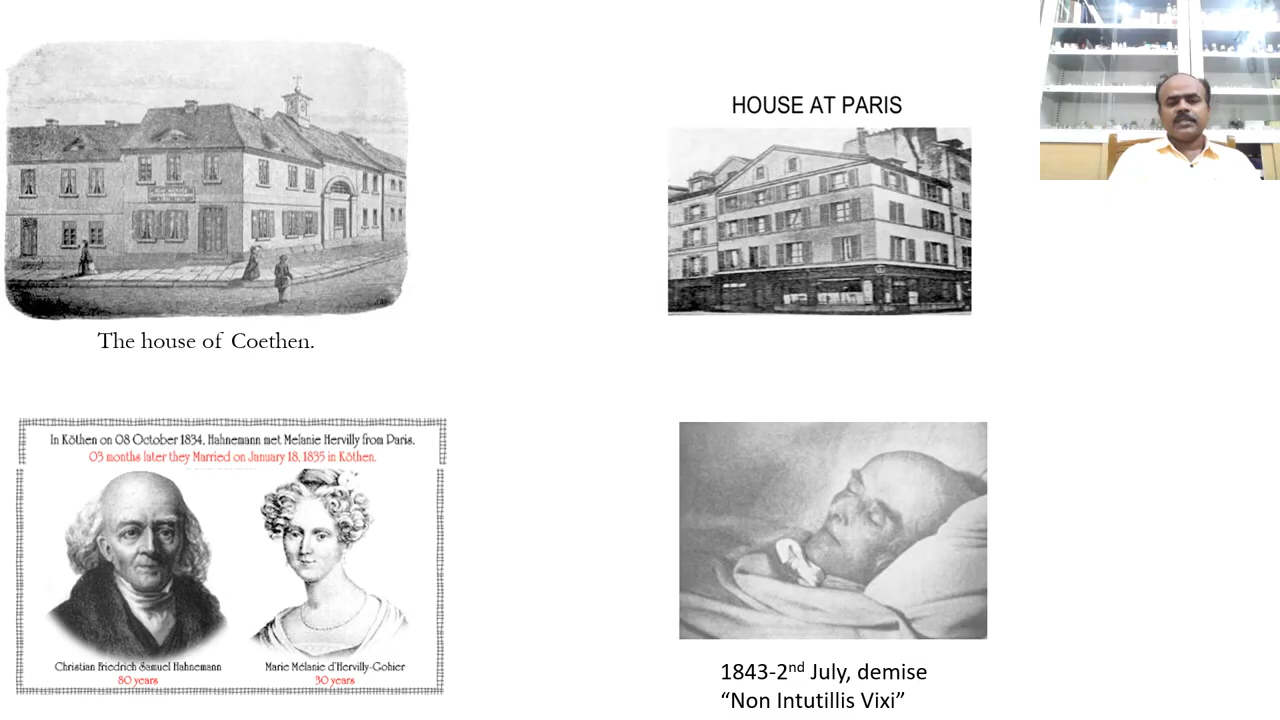 HOUSE AT PARIS
The house of Coethen.
In Köthen on 08 October 1834, Hahnemann met Melanie Hervilly from Paris.
03 months later they Married on January 18, 1835 in Köthen.
Christian Friedrich Samuel Hahnemann
80 years
Marie Mélanie d'Hervilly-Gohier
30 years
1843-2nd July, demise
“Non Intutillis Vixi”